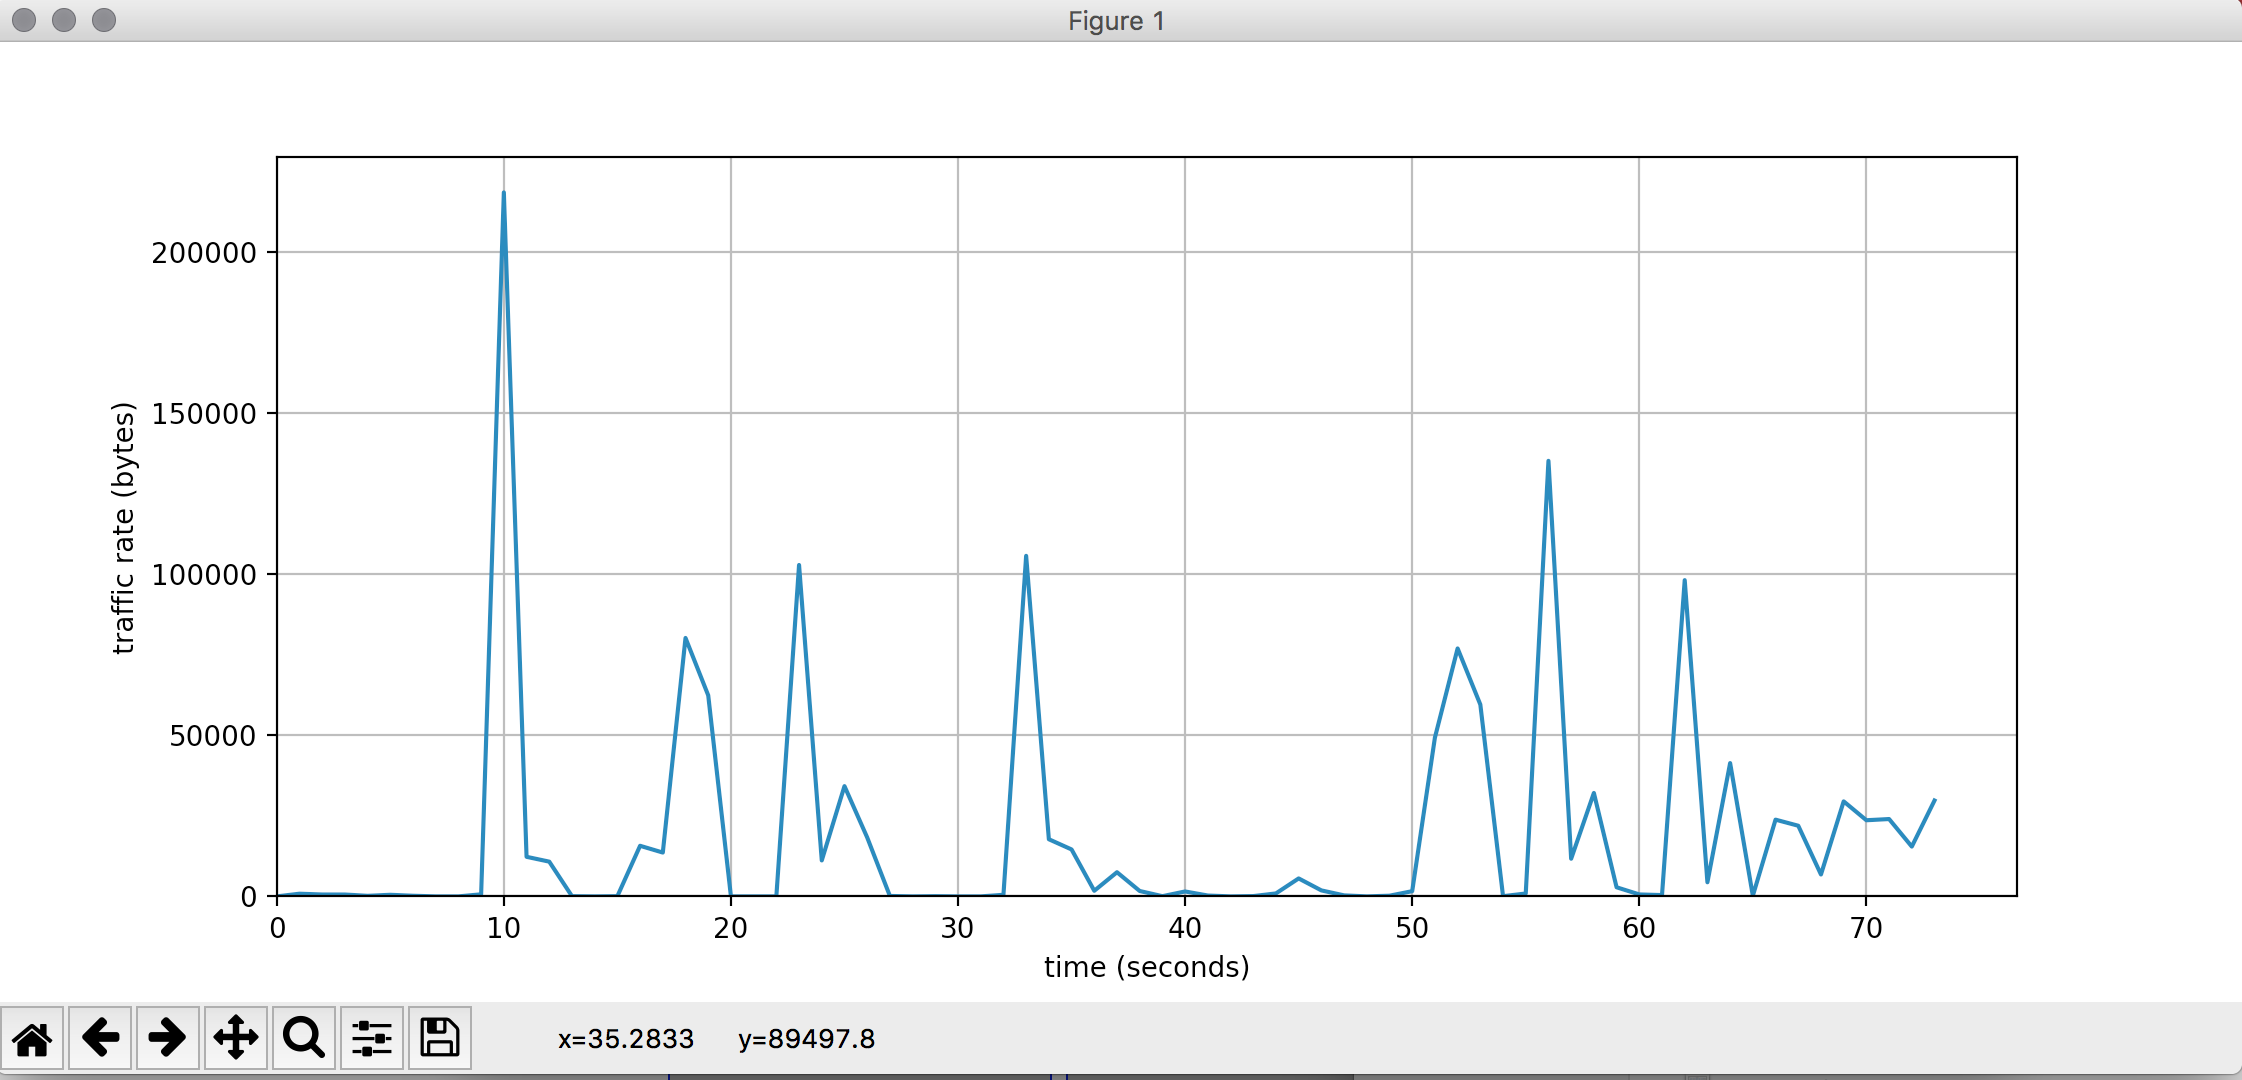 Figure 1
traffic rate (bytes)
200000
150000
100000
50000
0
0 10 20 30 40 50 60 70
time (seconds)
x=35.2833 y=89497.8